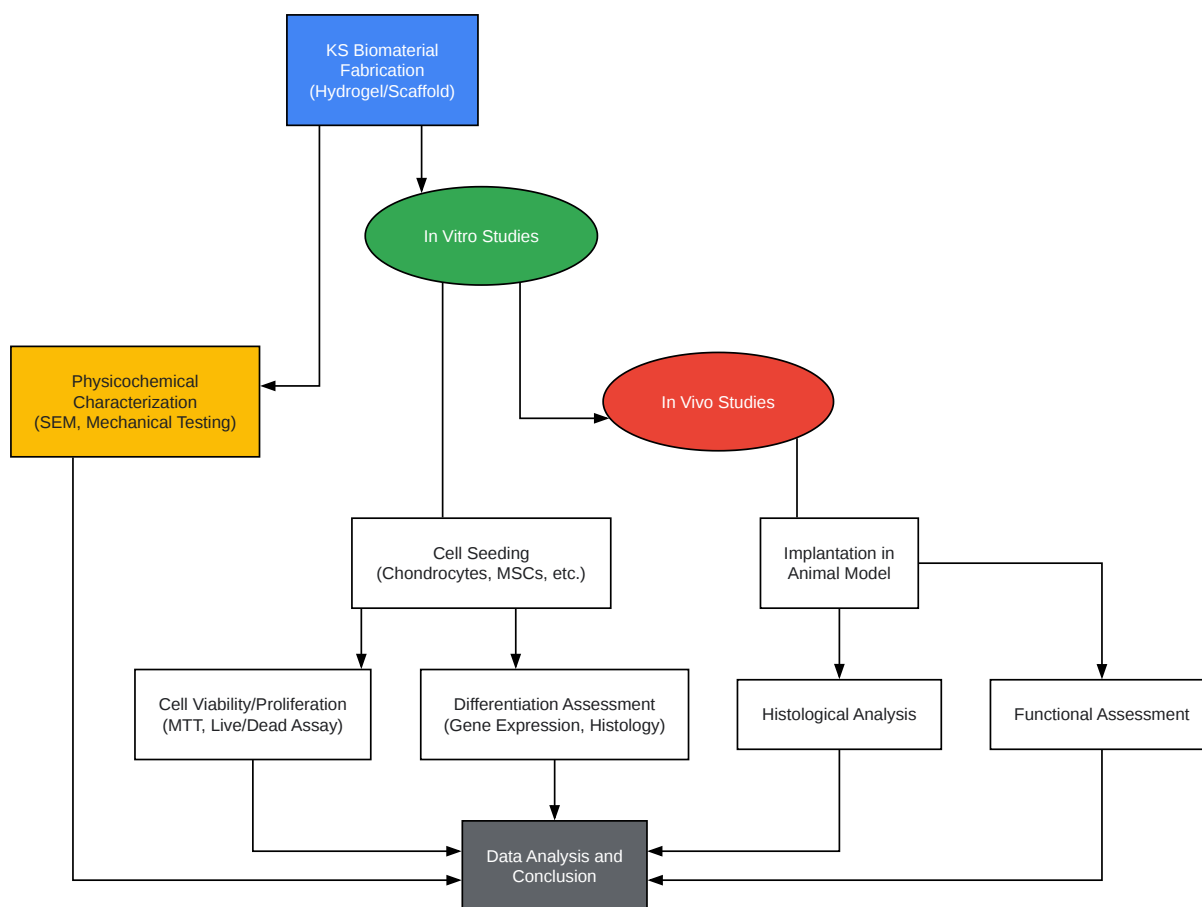 KS Biomaterial
Fabrication
(Hydrogel/Scaffold)
In Vitro Studies
Physicochemical
Characterization
(SEM, Mechanical Testing)
In Vivo Studies
Cell Seeding
(Chondrocytes, MSCs, etc.)
Implantation in
Animal Model
Cell Viability/Proliferation
(MTT, Live/Dead Assay)
Differentiation Assessment
(Gene Expression, Histology)
Histological Analysis
Functional Assessment
Data Analysis and
Conclusion